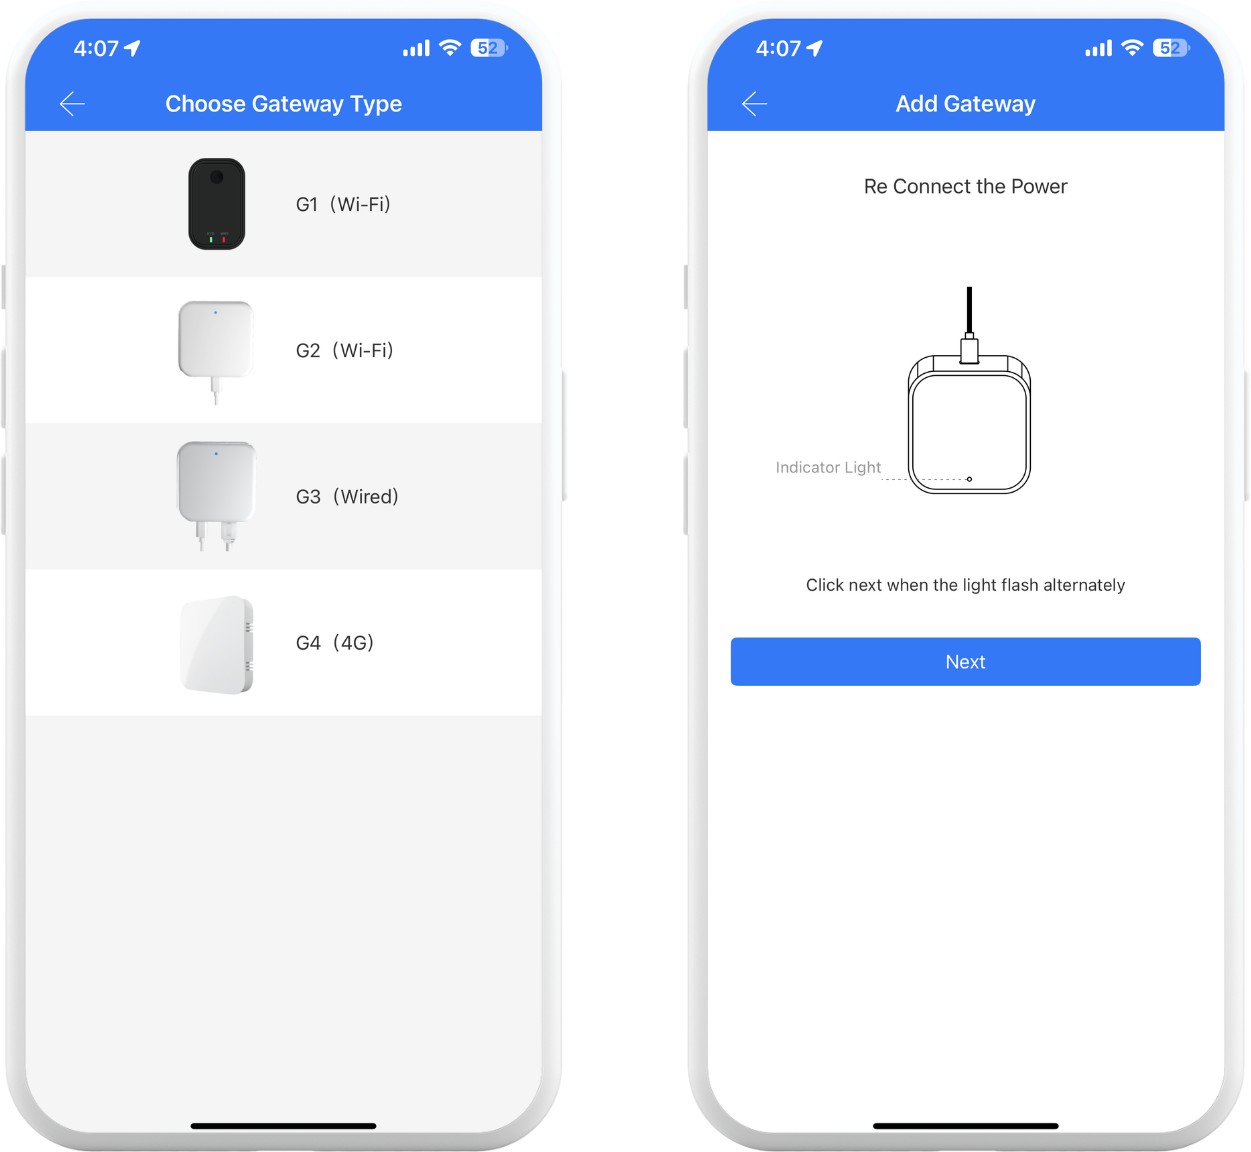 4:07
52
Choose Gateway Type
G1（Wi-Fi）
G2（Wi-Fi）
G3（Wired）
G4（4G）
4:07
52
Add Gateway
Re Connect the Power
Indicator Light
Click next when the light flash alternately
Next